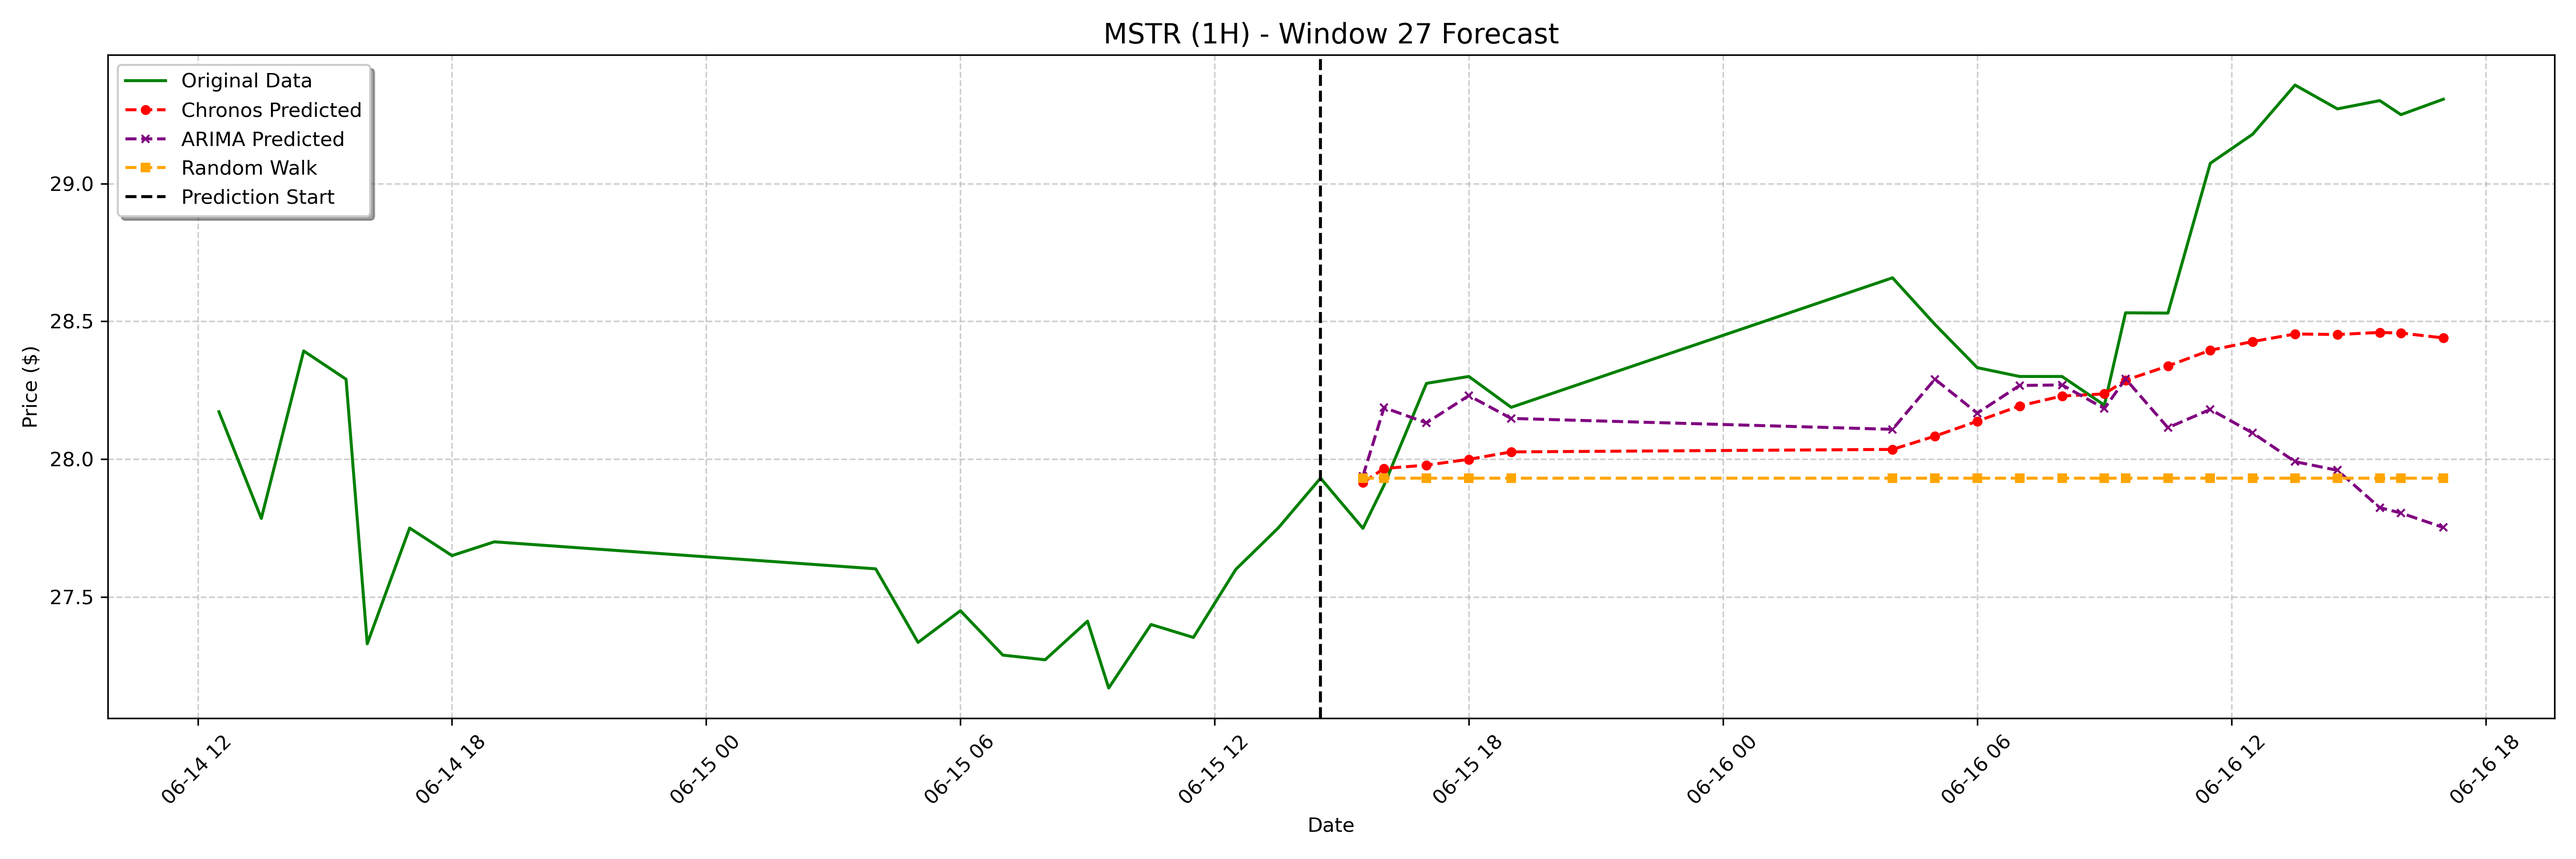 MSTR (1H) - Window 27 Forecast
Original Data
Chronos Predicted
ARIMA Predicted
Random Walk
Prediction Start
Price ($)
29.0
28.5
28.0
27.5
06-14 12
06-14 18
06-15 00
06-15 06
06-15 12
06-15 18
06-16 00
06-16 06
06-16 12
06-16 18
Date